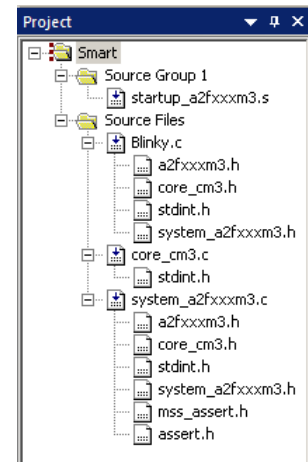 Project
Smart
Source Group 1
startup_a2fxxxm3.s
Source Files
Blinky.c
a2fxxxm3.h
core_cm3.h
stdint.h
system_a2fxxxm3.h
core_cm3.c
stdint.h
system_a2fxxxm3.c
a2fxxxm3.h
core_cm3.h
stdint.h
system_a2fxxxm3.h
mss_assert.h
assert.h